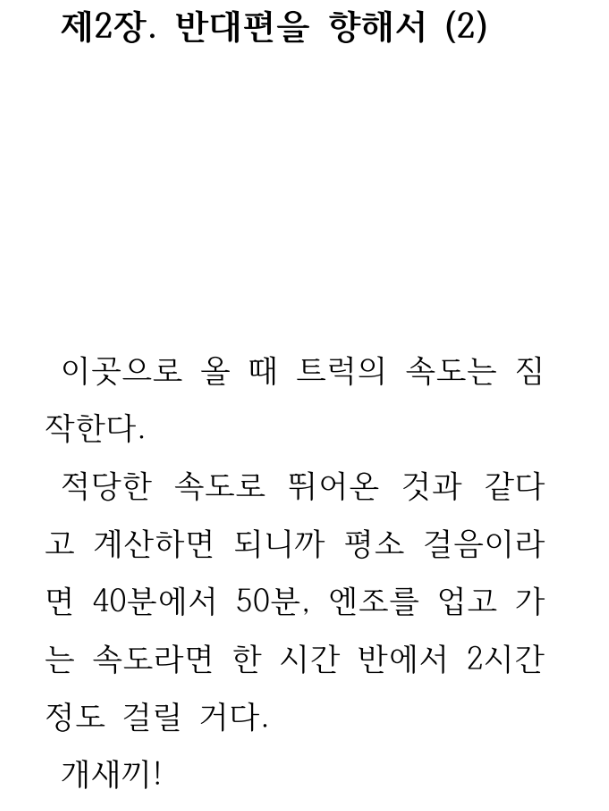 제2장. 반대편을 향해서 (2)
이곳으로 올 때 트럭의 속도는 짐
작한다.
적당한 속도로 뛰어온 것과 같다
고 계산하면 되니까 평소 걸음이라
면 40분에서 50분, 엔조를 업고 가
는 속도라면 한 시간 반에서 2시간
정도 걸릴 거다.
개새끼!